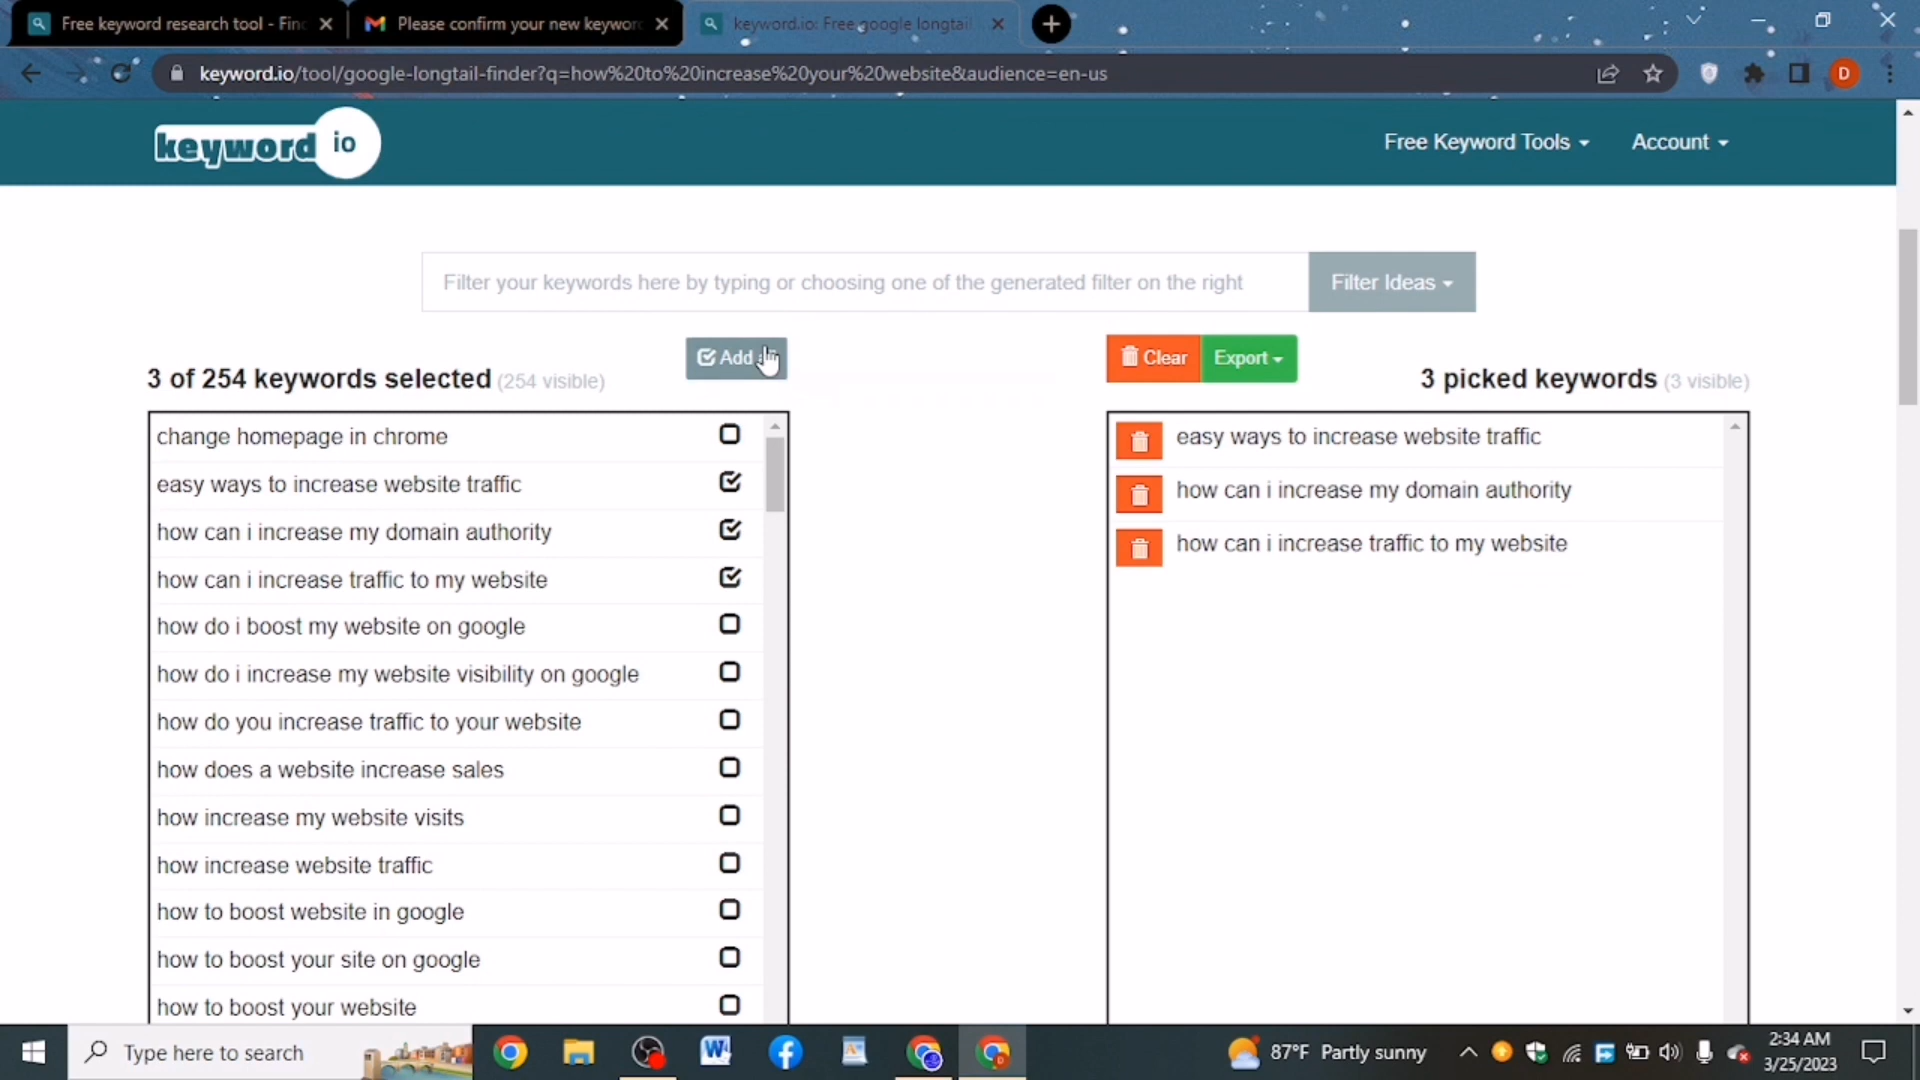 Free keyword research tool - Fin
Please confirm your new keywor
keyword.io: Free google longtail
keyword.io/tool/google-longtail-finder?q=how%20to%20increase%20your%20website&audience=en-us
D
keyword io
Free Keyword Tools
Account
Filter your keywords here by typing or choosing one of the generated filter on the right
Filter Ideas
3 of 254 keywords selected (254 visible)
Add
Clear
Export
3 picked keywords (3 visible)
change homepage in chrome
easy ways to increase website traffic
how can i increase my domain authority
how can i increase traffic to my website
how do i boost my website on google
how do i increase my website visibility on google
how do you increase traffic to your website
how does a website increase sales
how increase my website visits
how increase website traffic
how to boost website in google
how to boost your site on google
how to boost your website
easy ways to increase website traffic
how can i increase my domain authority
how can i increase traffic to my website
Type here to search
87°F Partly sunny
2:34 AM
3/25/2023